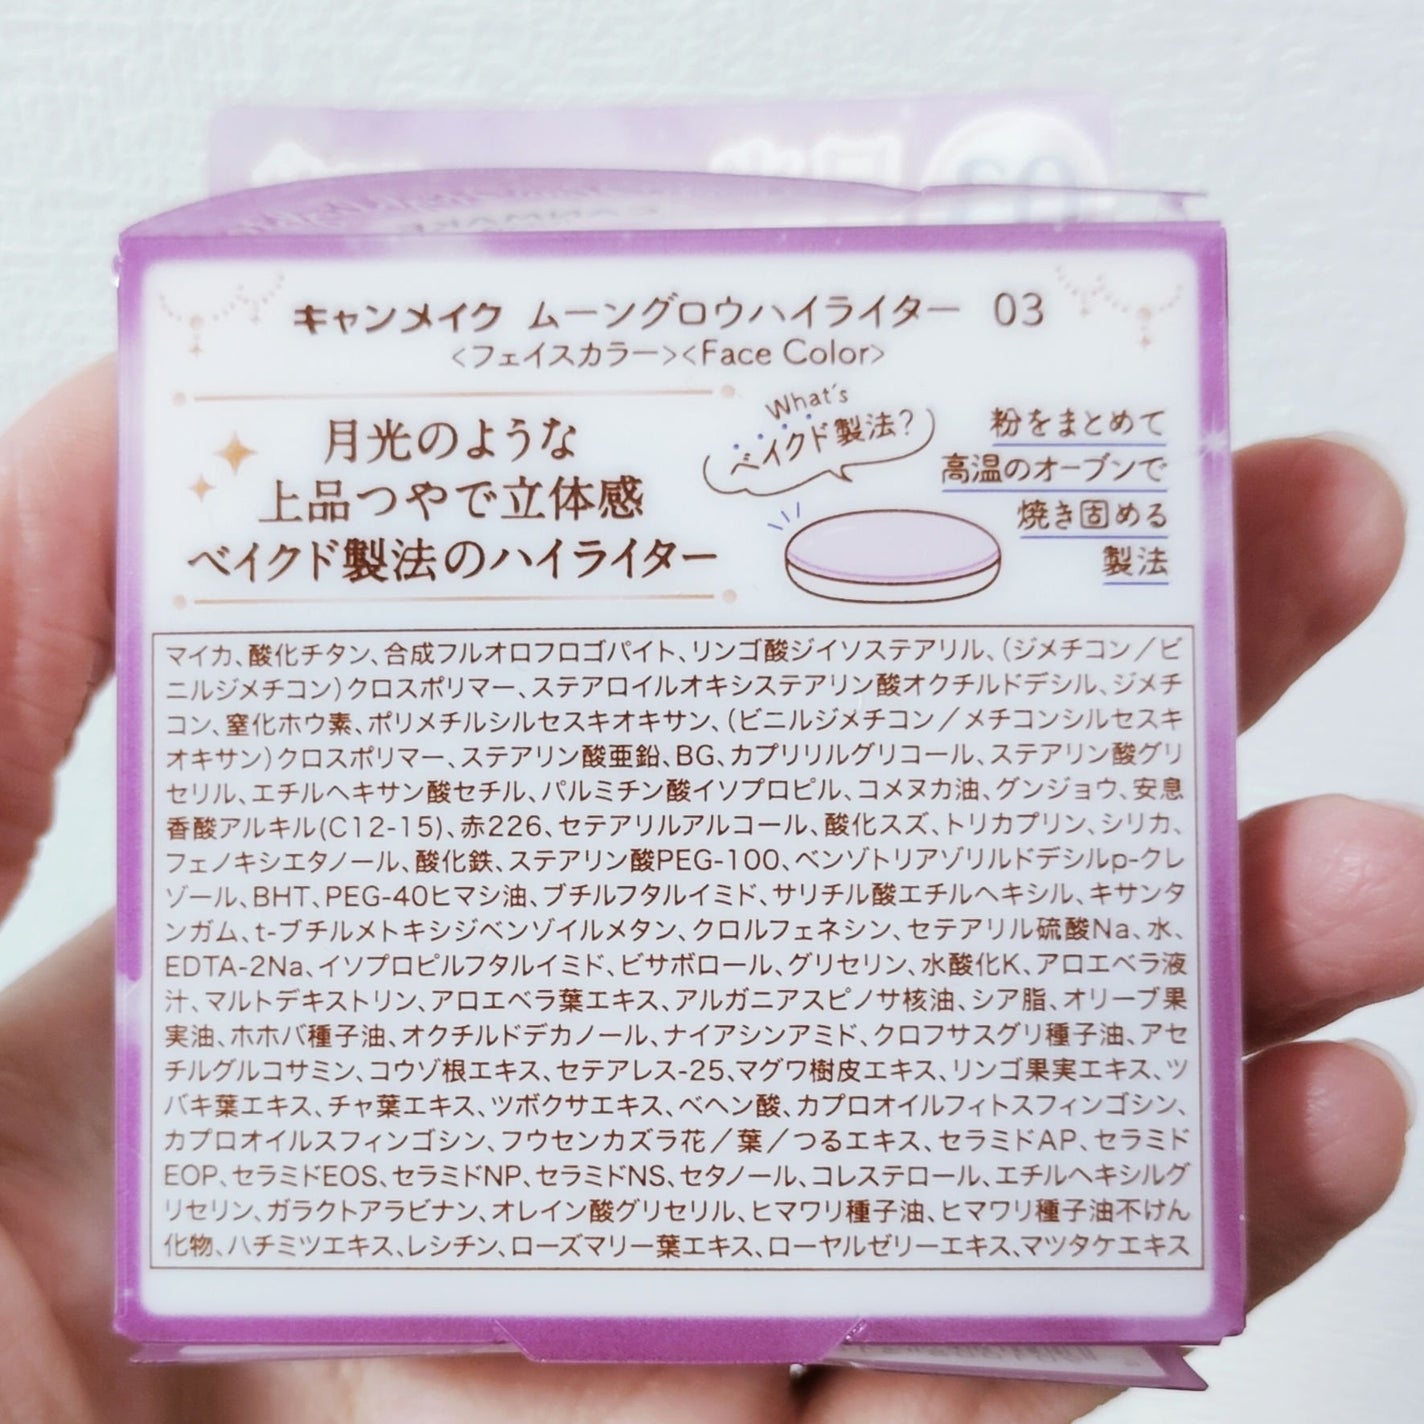 03
キャンメイク ムーングロウハイライター 03
<フェイスカラー><Face Color>
月光のような
上品つやで立体感
ベイクド製法のハイライター
What's
ベイクド製法?
粉をまとめて
高温のオーブンで
焼き固める
製法
マイカ、酸化チタン、合成フルオロフロゴパイト、リンゴ酸ジイソステアリル、(ジメチコン/ビ
ニルジメチコン)クロスポリマー、ステアロイルオキシステアリン酸オクチルドデシル、ジメチ
コン、窒化ホウ素、ポリメチルシルセスキオキサン、(ビニルジメチコン/メチコンシルセスキ
オキサン)クロスポリマー、ステアリン酸亜鉛、BG、カプリリルグリコール、ステアリン酸グリ
セリル、エチルヘキサン酸セチル、パルミチン酸イソプロピル、コメヌカ油、グンジョウ、安息
香酸アルキル(C12-15)、赤226、セテアリルアルコール、酸化スズ、トリカプリン、シリカ、
フェノキシエタノール、酸化鉄、ステアリン酸PEG-100、ベンゾトリアゾリルドデシルp-クレ
ゾール、BHT、PEG-40ヒマシ油、ブチルフタルイミド、サリチル酸エチルヘキシル、キサンタ
ンガム、t-ブチルメトキシジベンゾイルメタン、クロルフェネシン、セテアリル硫酸Na、水、
EDTA-2Na、イソプロピルフタルイミド、ビサボロール、グリセリン、水酸化K、アロエベラ液
汁、マルトデキストリン、アロエベラ葉エキス、アルガニアスピノサ核油、シア脂、オリーブ果
実油、ホホバ種子油、オクチルドデカノール、ナイアシンアミド、クロフサスグリ種子油、アセ
チルグルコサミン、コウゾ根エキス、セテアレス-25、マグワ樹皮エキス、リンゴ果実エキス、ツ
バキ葉エキス、チャ葉エキス、ツボクサエキス、ベヘン酸、カプロオイルフィトスフィンゴシン、
カプロオイルスフィンゴシン、フウセンカズラ花/葉/つるエキス、セラミドAP、セラミド
EOP、セラミドEOS、セラミドNP、セラミドNS、セタノール、コレステロール、エチルヘキシルグ
リセリン、ガラクトアラビナン、オレイン酸グリセリル、ヒマワリ種子油、ヒマワリ種子油不けん
化物、ハチミツエキス、レシチン、ローズマリー葉エキス、ローヤルゼリーエキス、マツタケエキス